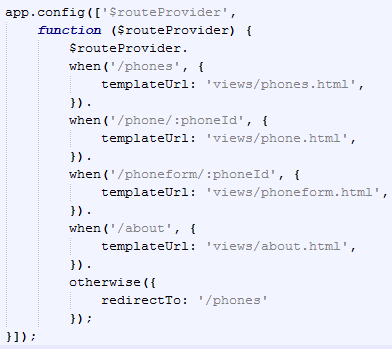 app.config(['$routeProvider',
    function ($routeProvider) {
        $routeProvider.
        when('/phones', {
            templateUrl: 'views/phones.html',
        }).
        when('/phone/:phoneId', {
            templateUrl: 'views/phone.html',
        }).
        when('/phoneform/:phoneId', {
            templateUrl: 'views/phoneform.html',
        }).
        when('/about', {
            templateUrl: 'views/about.html',
        }).
        otherwise({
            redirectTo: '/phones'
        });
}]);